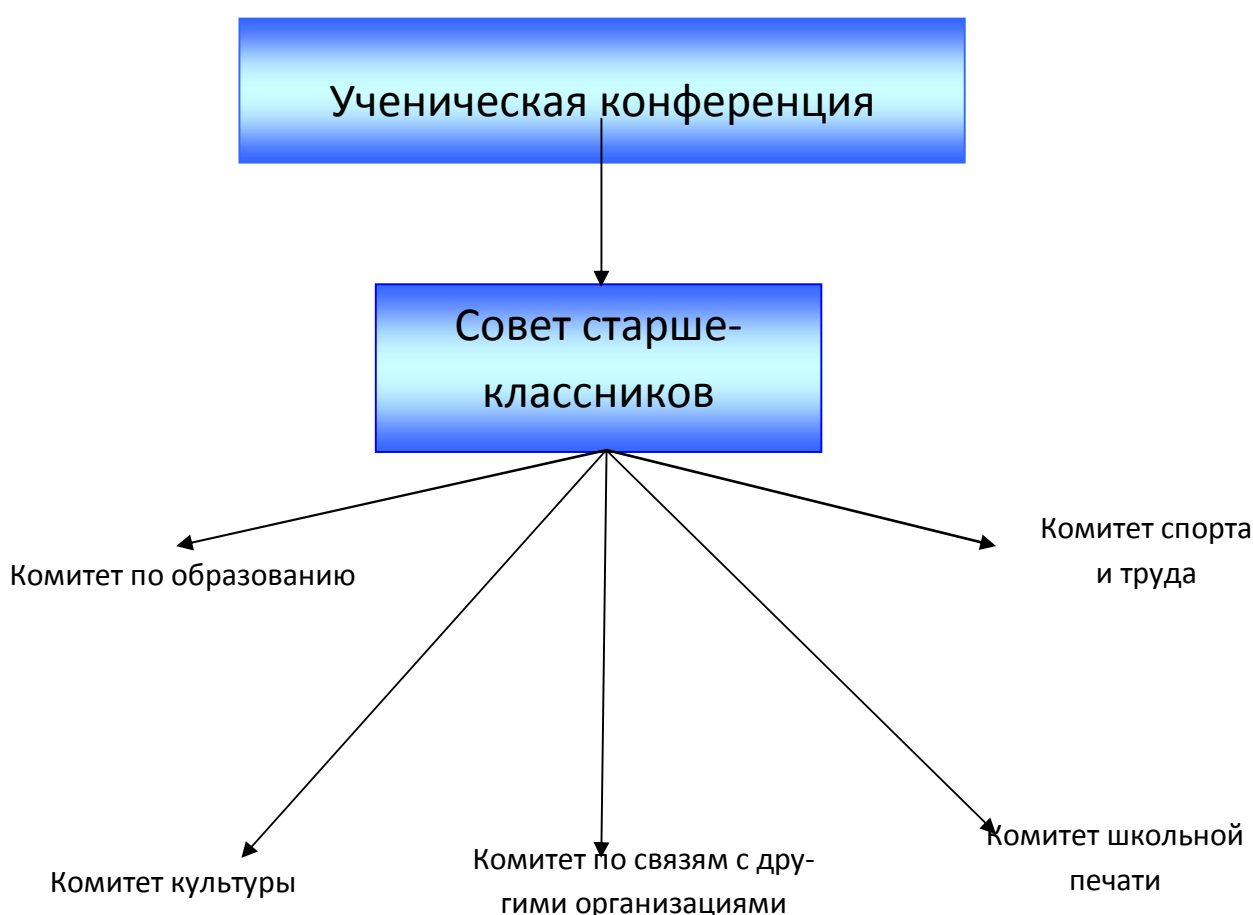 Ученическая конференция
Совет старше-
классников
Комитет спорта
и труда
Комитет по образованию
Комитет школьной
печати
Комитет культуры
Комитет по связям с дру-
гими организациями